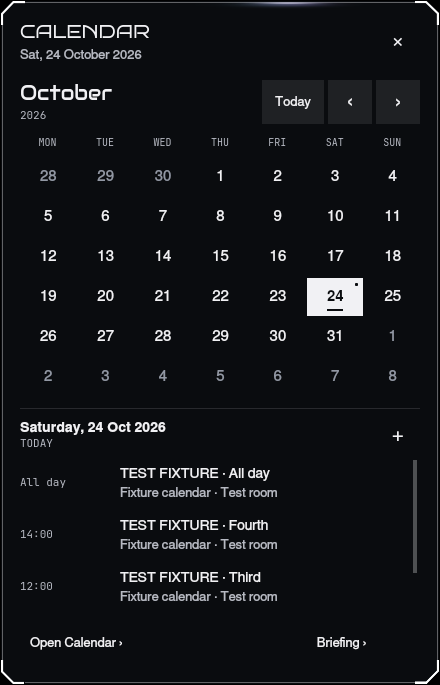 CALENDAR
Sat, 24 October 2026
×
October
2026
Today ‹ ›
MON TUE WED THU FRI SAT SUN
28 29 30 1 2 3 4
5 6 7 8 9 10 11
12 13 14 15 16 17 18
19 20 21 22 23 24 25
26 27 28 29 30 31 1
2 3 4 5 6 7 8
Saturday, 24 Oct 2026
TODAY
+
All day
TEST FIXTURE · All day
Fixture calendar · Test room
14:00
TEST FIXTURE · Fourth
Fixture calendar · Test room
12:00
TEST FIXTURE · Third
Fixture calendar · Test room
Open Calendar ›
Briefing ›